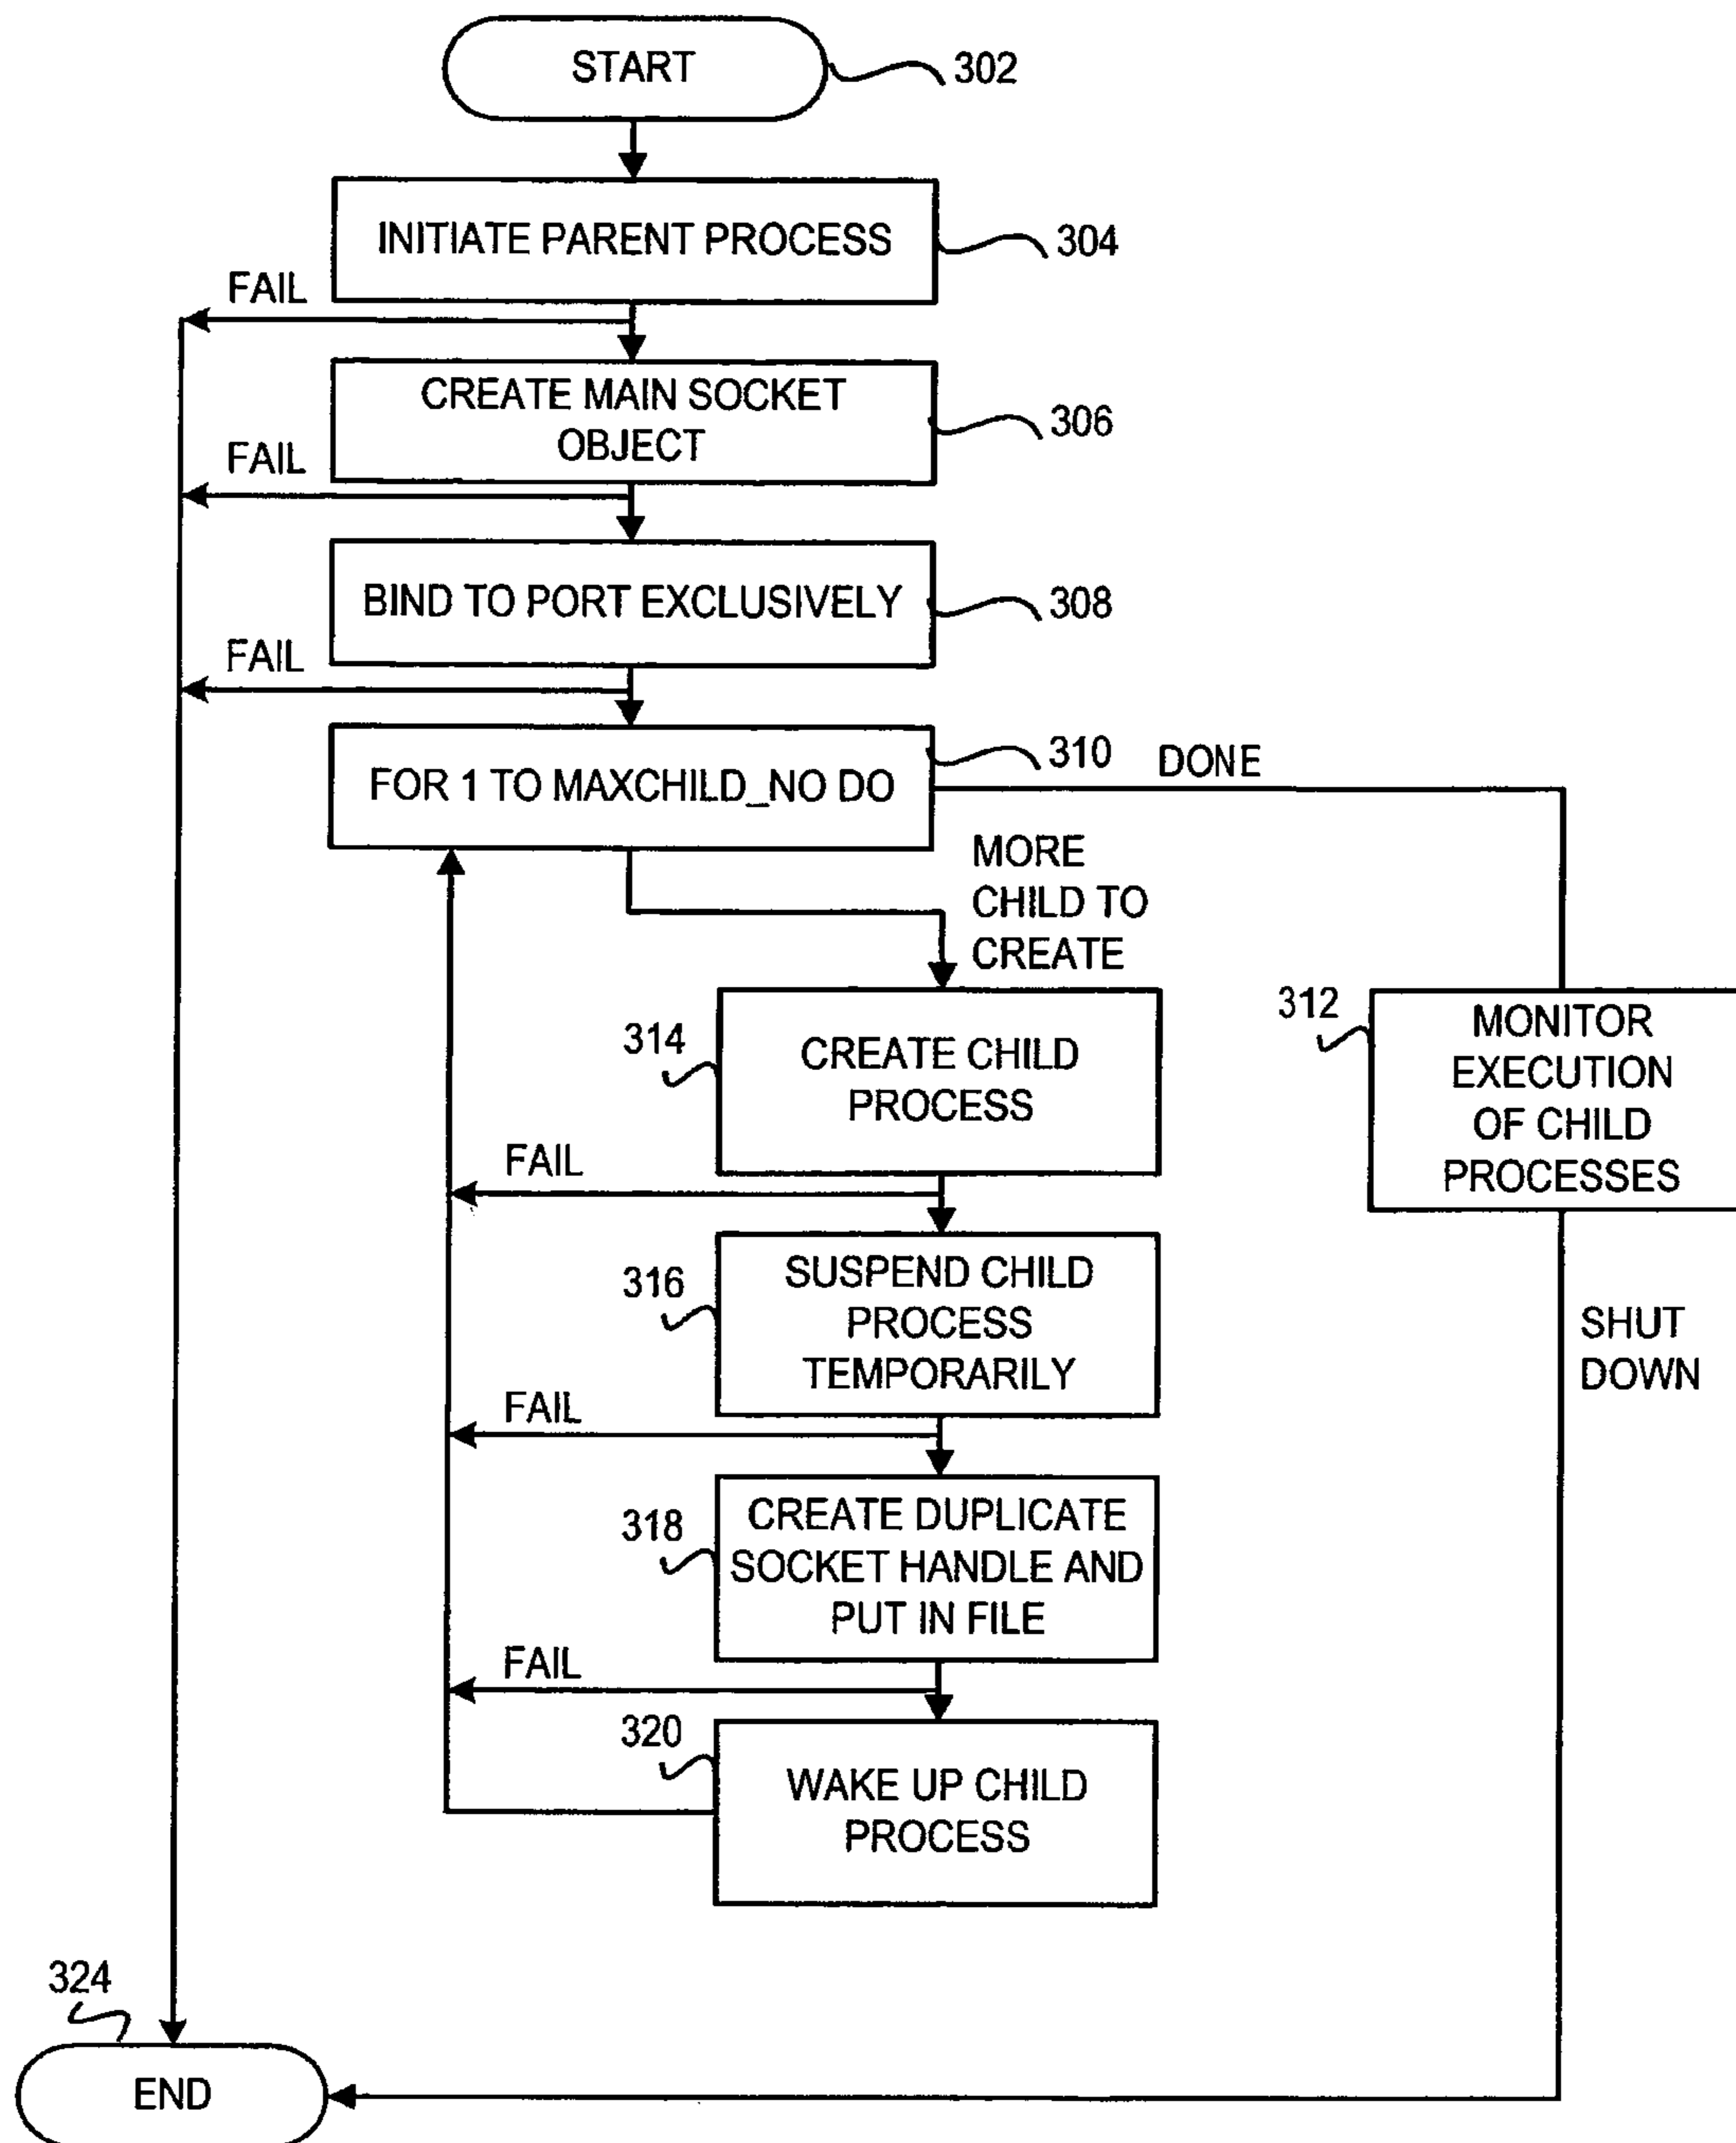 START
302
INITIATE PARENT PROCESS
304
FAIL
CREATE MAIN SOCKET
OBJECT
306
FAIL
BIND TO PORT EXCLUSIVELY
308
FAIL
FOR 1 TO MAXCHILD_NO DO
310
DONE
MORE
CHILD TO
CREATE
314
CREATE CHILD
PROCESS
312
MONITOR
EXECUTION
OF CHILD
PROCESSES
FAIL
316
SUSPEND CHILD
PROCESS
TEMPORARILY
SHUT
DOWN
FAIL
318
CREATE DUPLICATE
SOCKET HANDLE AND
PUT IN FILE
FAIL
320
WAKE UP CHILD
PROCESS
324
END